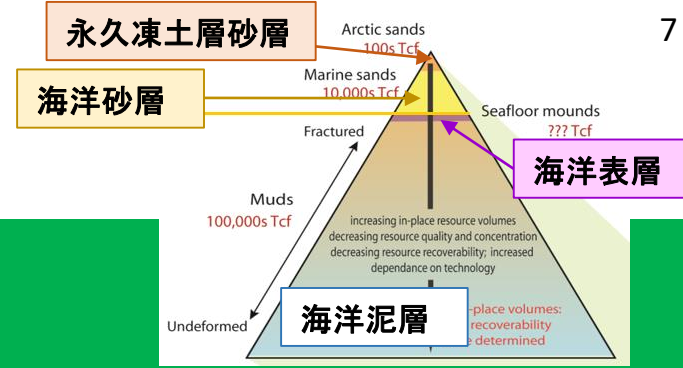 7
永久凍土層砂層
Arctic sands
100s Tcf
海洋砂層
Marine sands
10,000s Tcf
Seafloor mounds
??? Tcf
海洋表層
Fractured
Muds
100,000s Tcf
increasing in-place resource volumes
decreasing resource quality and concentration
decreasing resource recoverability; increased
dependance on technology
Undeformed
海洋泥層
-place volumes:
recoverability
determined